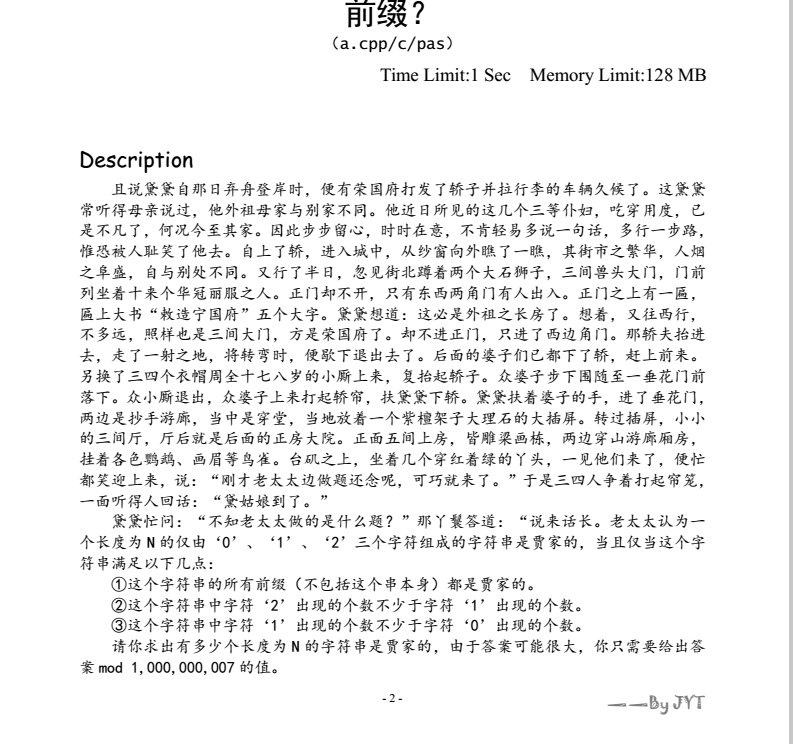 前缀?
(a.cpp/c/pas)
Time Limit:1 Sec Memory Limit:128 MB
Description
且说黛黛自那日弃舟登岸时，便有荣国府打发了轿子并拉行李的车辆久候了。这黛黛
常听得母亲说过，他外祖母家与别家不同。他近日所见的这几个三等仆妇，吃穿用度，已
是不凡了，何况今至其家。因此步步留心，时时在意，不肯轻易多说一句话，多行一步路，
惟恐被人耻笑了他去。自上了轿，进入城中，从纱窗向外瞧了一瞧，其街市之繁华，人烟
之阜盛，自与别处不同。又行了半日，忽见街北蹲着两个大石狮子，三间兽头大门，门前
列坐着十来个华冠丽服之人。正门却不开，只有东西两角门有人出入。正门之上有一匾，
匾上大书“敕造宁国府”五个大字。黛黛想道：这必是外祖之长房了。想着，又往西行，
不多远，照样也是三间大门，方是荣国府了。却不进正门，只进了西边角门。那轿夫抬进
去，走了一射之地，将转弯时，便歇下退出去了。后面的婆子们已都下了轿，赶上前来。
另换了三四个衣帽周全十七八岁的小厮上来，复抬起轿子。众婆子步下围随至一垂花门前
落下。众小厮退出，众婆子上来打起轿帘，扶黛黛下轿。黛黛扶着婆子的手，进了垂花门，
两边是抄手游廊，当中是穿堂，当地放着一个紫檀架子大理石的大插屏。转过插屏，小小
的三间厅，厅后就是后面的正房大院。正面五间上房，皆雕梁画栋，两边穿山游廊厢房，
挂着各色鹦鹉、画眉等鸟雀。台矶之上，坐着几个穿红着绿的丫头，一见他们来了，便忙
都笑迎上来，说：“刚才老太太边做题还念呢，可巧就来了。”于是三四人争着打起帘笼，
一面听得人回话：“黛姑娘到了。”
黛黛忙问：“不知老太太做的是什么题？”那丫鬟答道：“说来话长。老太太认为一
个长度为 N 的仅由‘0’、‘1’、‘2’三个字符组成的字符串是贾家的，当且仅当这个字
符串满足以下几点：
①这个字符串的所有前缀（不包括这个串本身）都是贾家的。
②这个字符串中字符‘2’出现的个数不少于字符‘1’出现的个数。
③这个字符串中字符‘1’出现的个数不少于字符‘0’出现的个数。
请你求出有多少个长度为 N 的字符串是贾家的，由于答案可能很大，你只需要给出答
案 mod 1,000,000,007 的值。
- 2 -
——By JYT